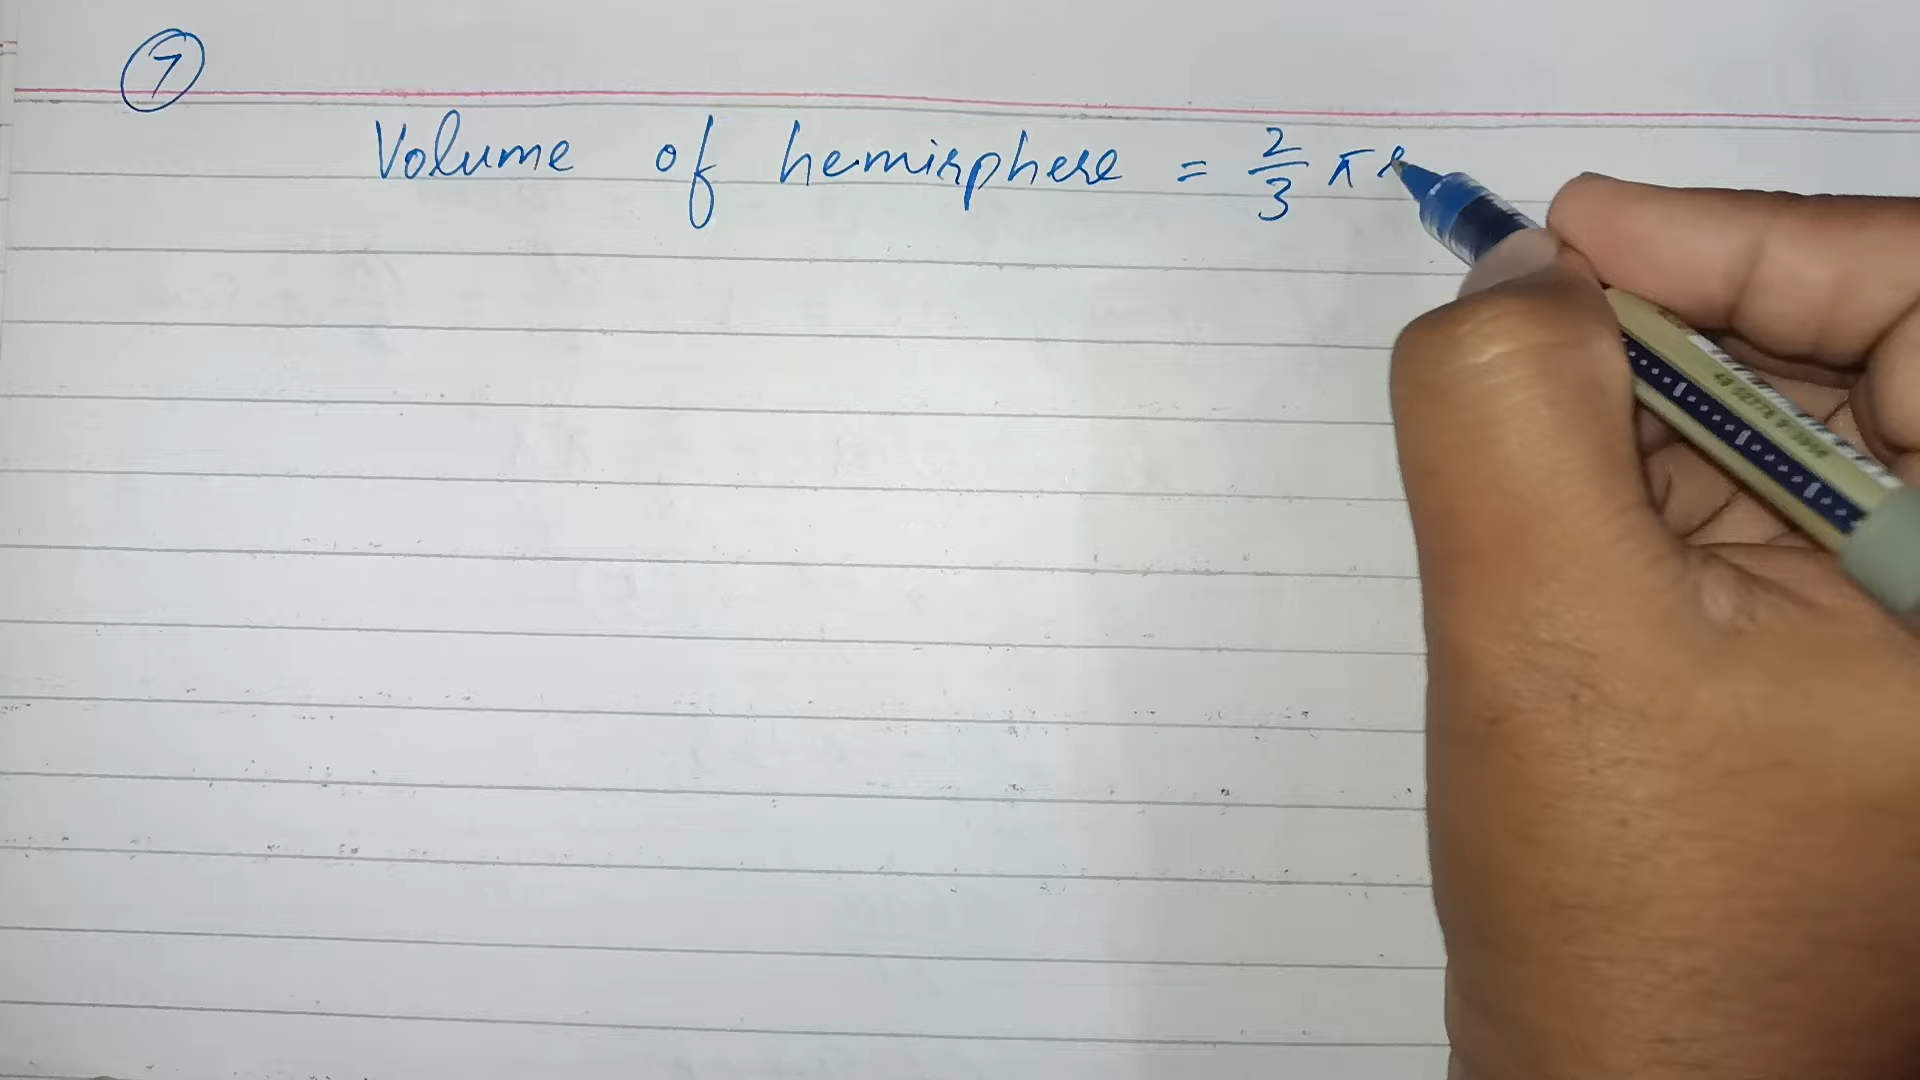 7
Volume of hemisphere = 2/3 π r